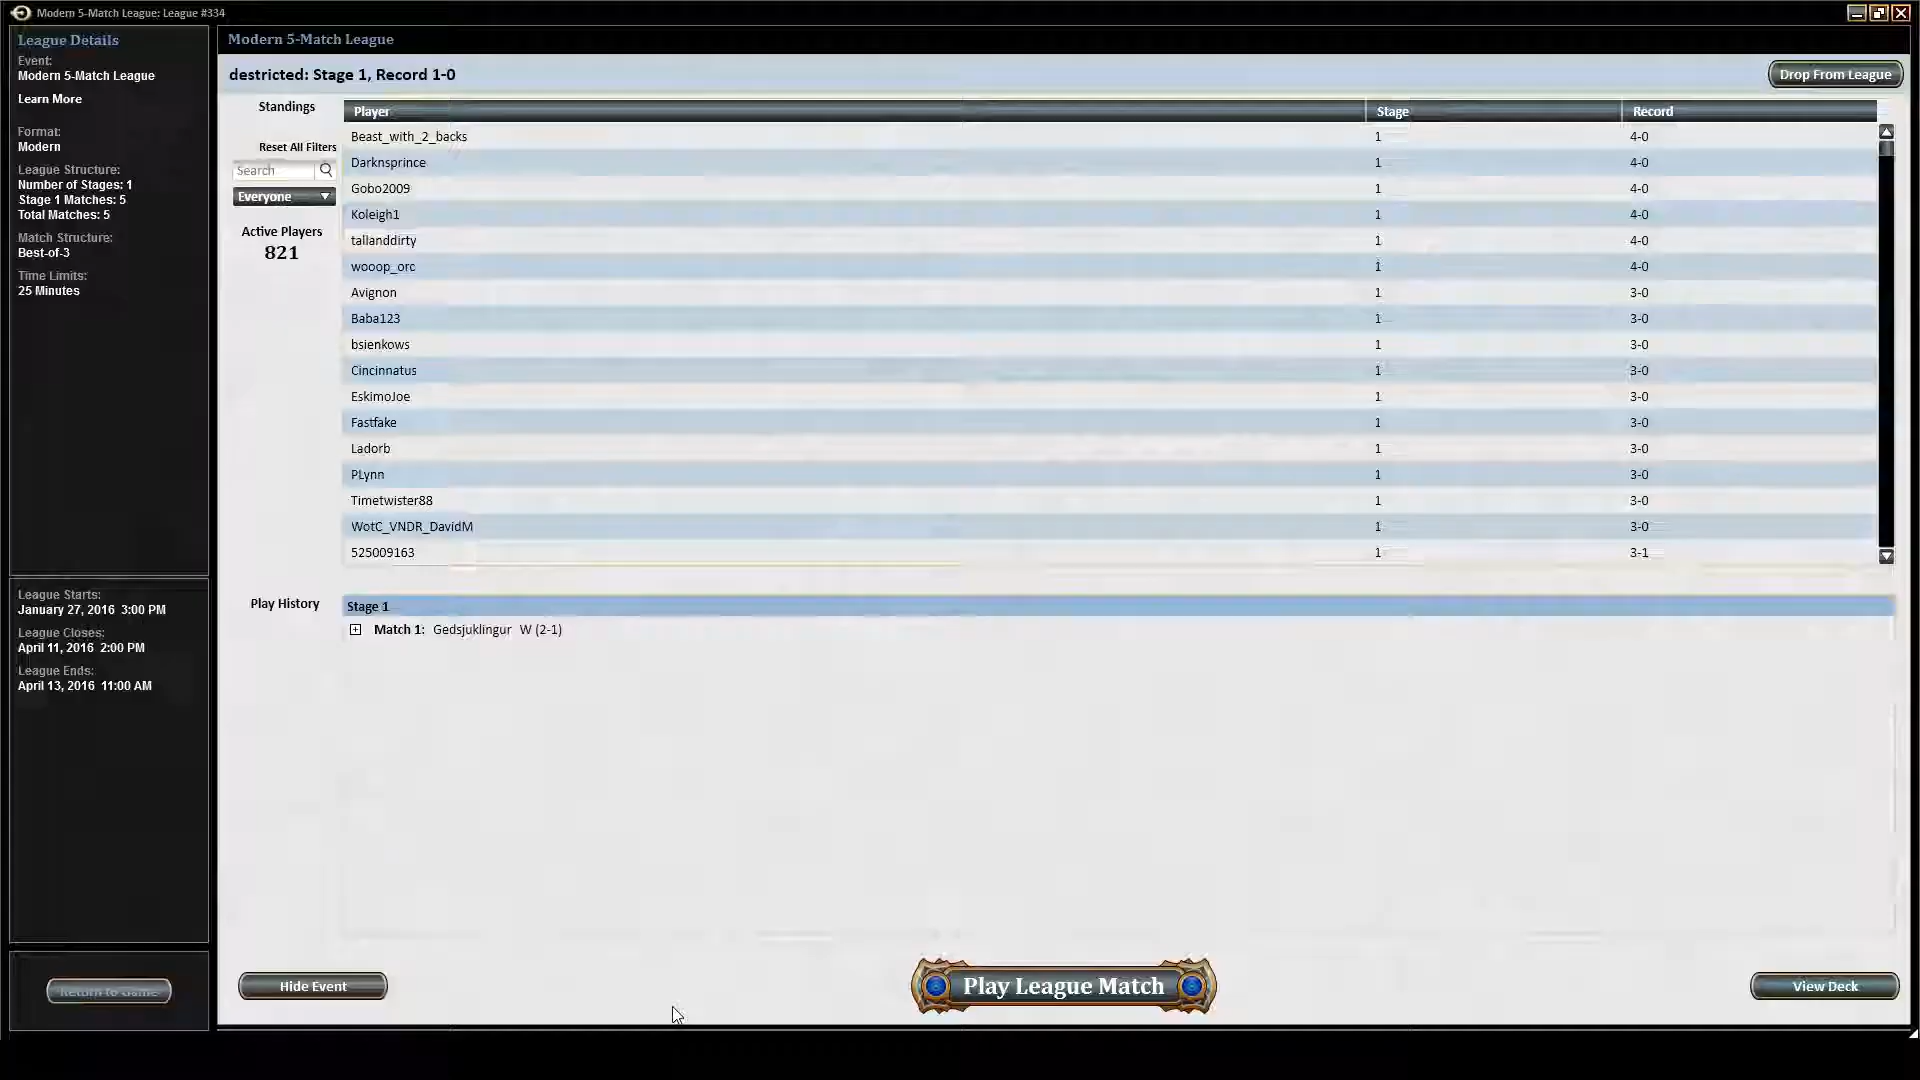 Modern 5-Match League: League #334
League Details
Event:
Modern 5-Match League
Learn More
Format:
Modern
League Structure:
Number of Stages: 1
Stage 1 Matches: 5
Total Matches: 5
Match Structure:
Best-of-3
Time Limits:
25 Minutes
League Starts:
January 27, 2016 3:00 PM
League Closes:
April 11, 2016 2:00 PM
League Ends:
April 13, 2016 11:00 AM
Return to Game
Modern 5-Match League
destricted: Stage 1, Record 1-0
Drop From League
Standings
Reset All Filters
Search
Everyone
Active Players
821
Player Stage Record
Beast_with_2_backs 1 4-0
Darknsprince 1 4-0
Gobo2009 1 4-0
Koleigh1 1 4-0
tallanddirty 1 4-0
wooop_orc 1 4-0
Avignon 1 3-0
Baba123 1 3-0
bsienkows 1 3-0
Cincinnatus 1 3-0
EskimoJoe 1 3-0
Fastfake 1 3-0
Ladorb 1 3-0
PLynn 1 3-0
Timetwister88 1 3-0
WotC_VNDR_DavidM 1 3-0
525009163 1 3-1
Play History
Stage 1
Match 1: Gedsjuklingur W (2-1)
Hide Event
Play League Match
View Deck